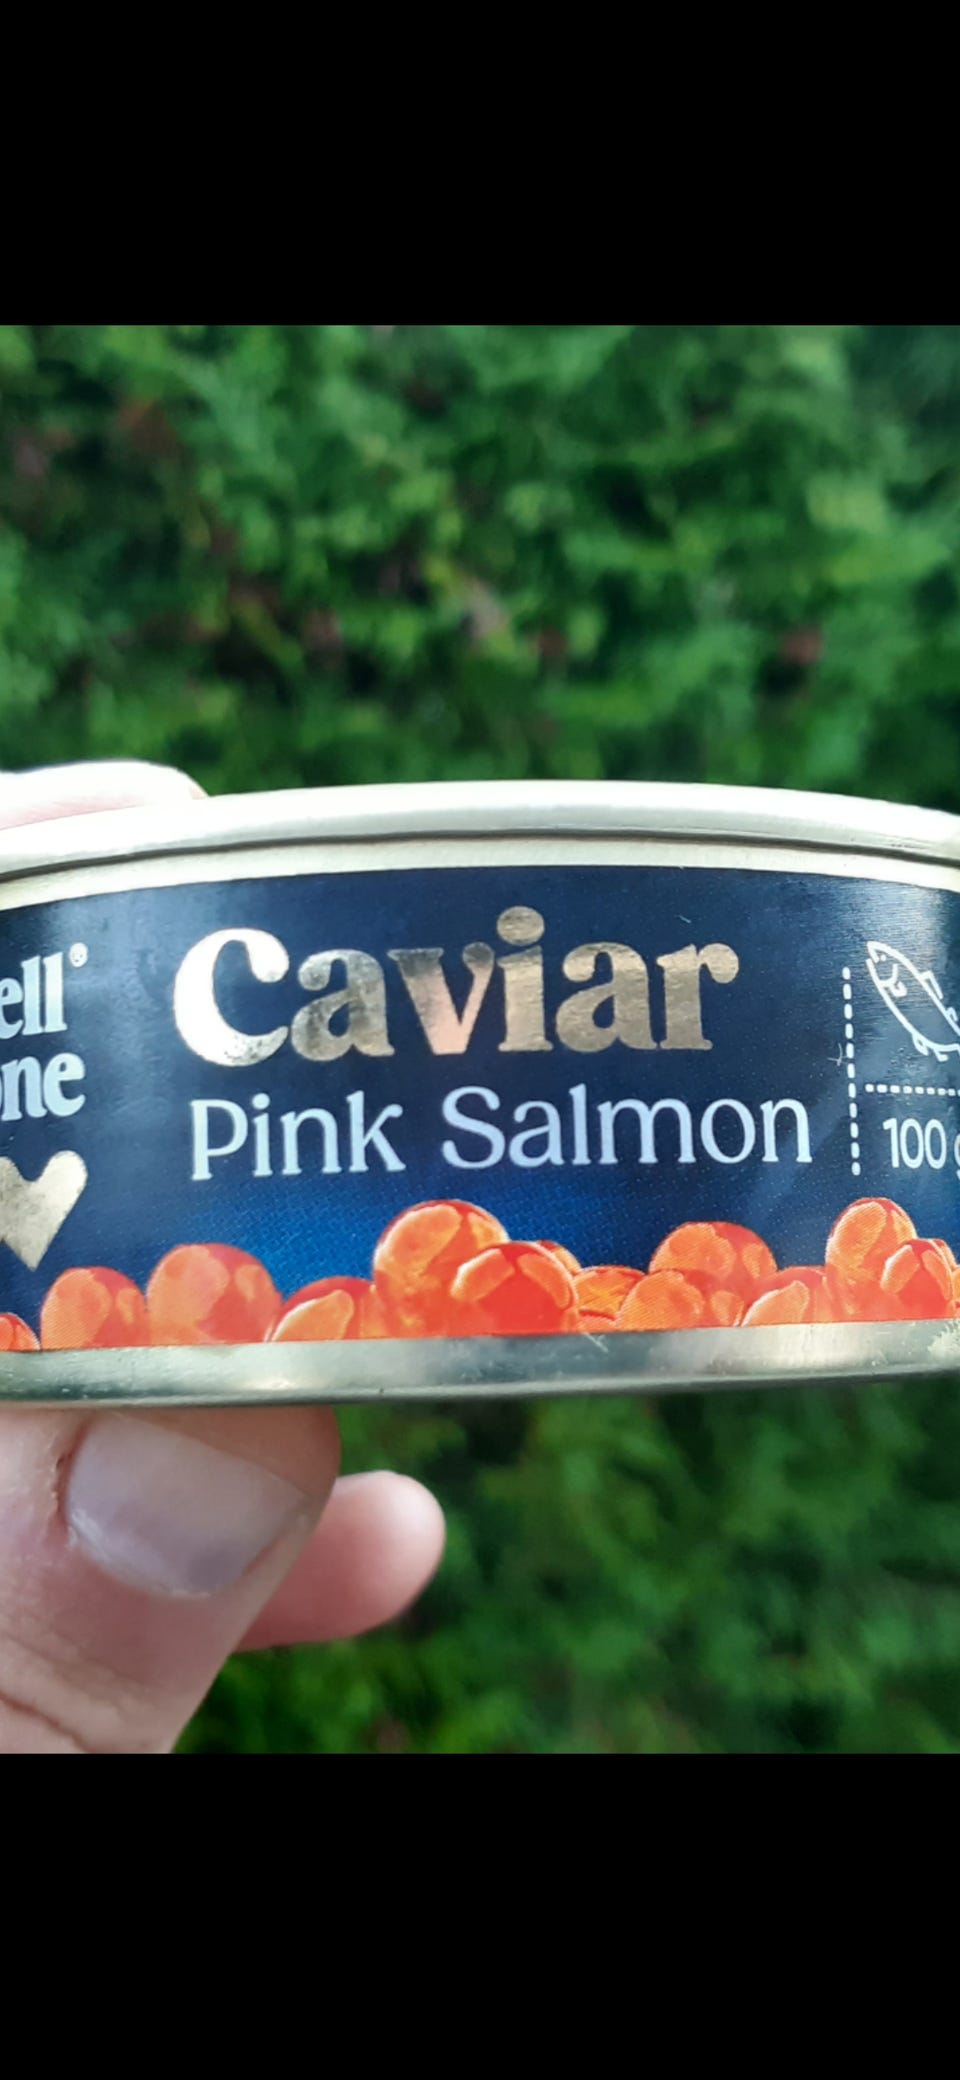 ell®
one
Caviar
Pink Salmon
100 g